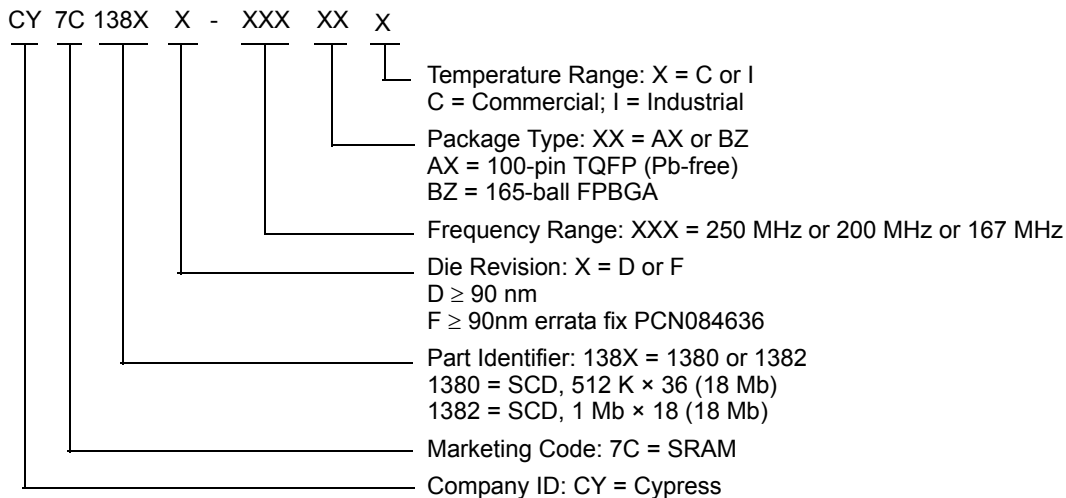 CY 7C 138X X - XXX XX X
Temperature Range: X = C or I
C = Commercial; I = Industrial
Package Type: XX = AX or BZ
AX = 100-pin TQFP (Pb-free)
BZ = 165-ball FPBGA
Frequency Range: XXX = 250 MHz or 200 MHz or 167 MHz
Die Revision: X = D or F
D ≥ 90 nm
F ≥ 90nm errata fix PCN084636
Part Identifier: 138X = 1380 or 1382
1380 = SCD, 512 K × 36 (18 Mb)
1382 = SCD, 1 Mb × 18 (18 Mb)
Marketing Code: 7C = SRAM
Company ID: CY = Cypress